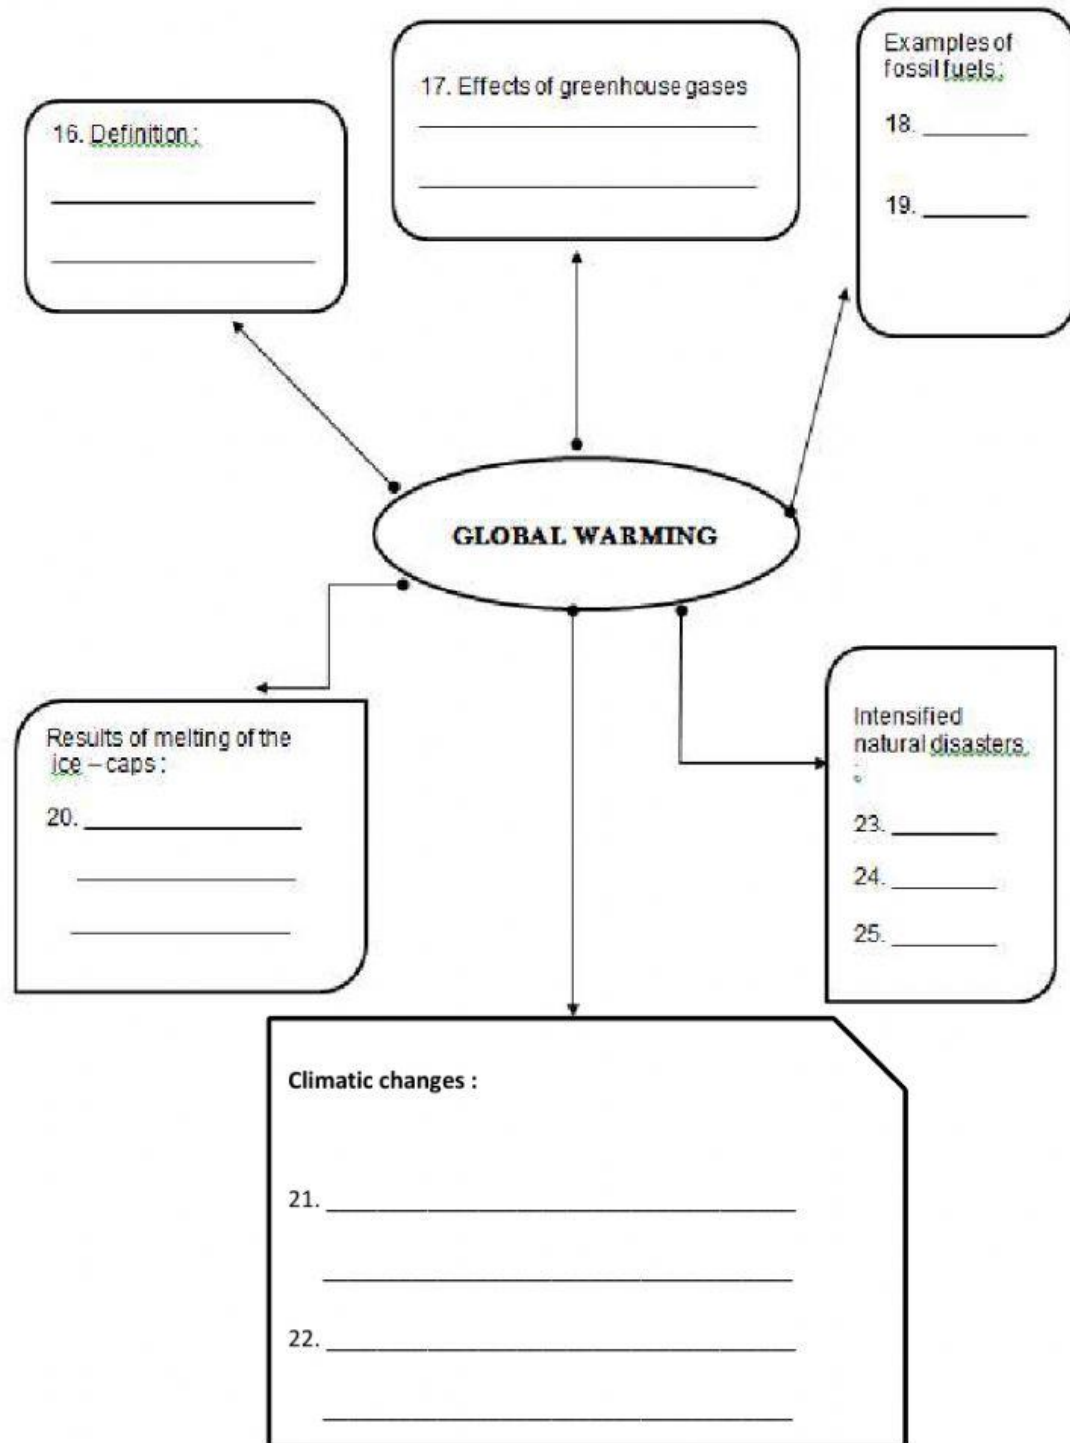 16. Definition :
17. Effects of greenhouse gases
Examples of
fossil fuels :
18.
19.
GLOBAL WARMING
Results of melting of the
ice – caps :
20.
Intensified
natural disasters
:
23.
24.
25.
Climatic changes :
21.
22.